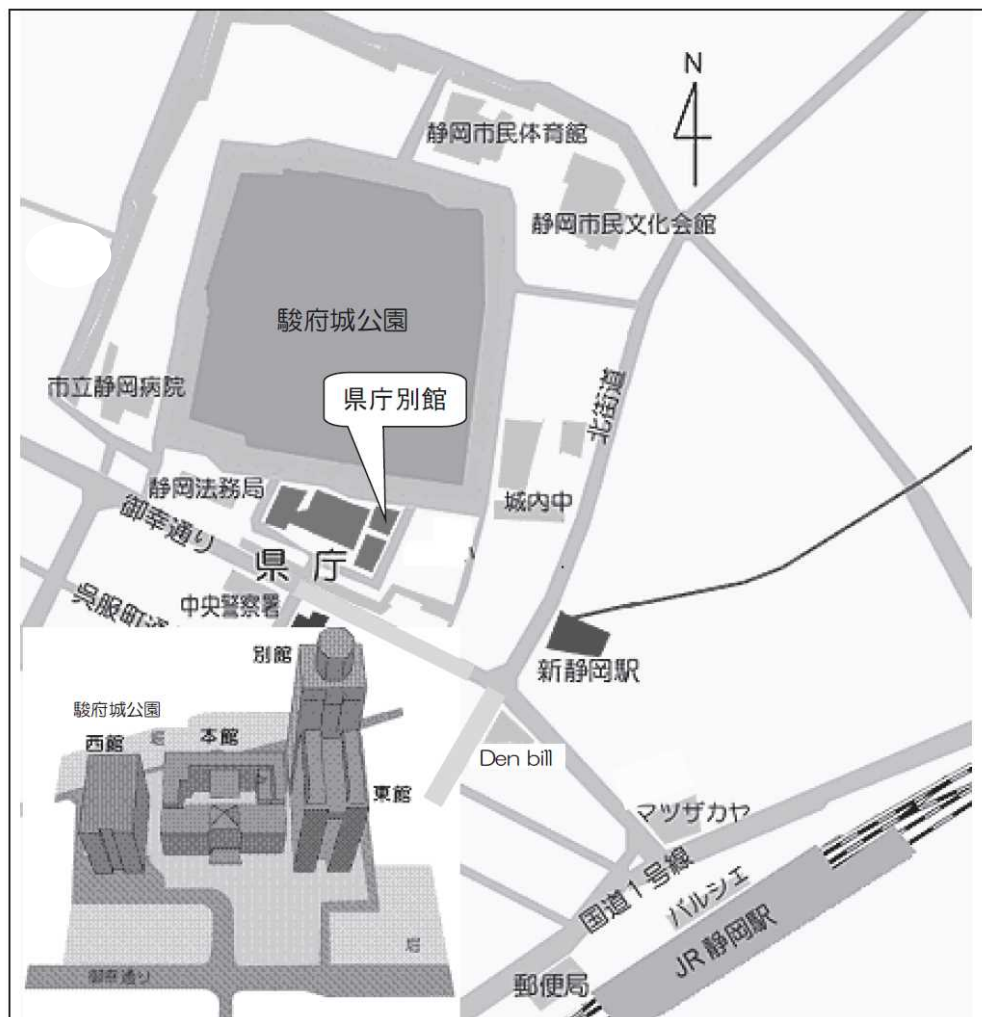 N
静岡市民体育館
静岡市民文化会館
駿府城公園
県庁別館
市立静岡病院
北街道
静岡法務局
城内中
御幸通り
県庁
中央警察署
呉服町通
新静岡駅
別館
駿府城公園
堀
本館
西館
東館
Den bill
マツザカヤ
国道1号線
パルシェ
JR静岡駅
堀
御幸通り
郵便局